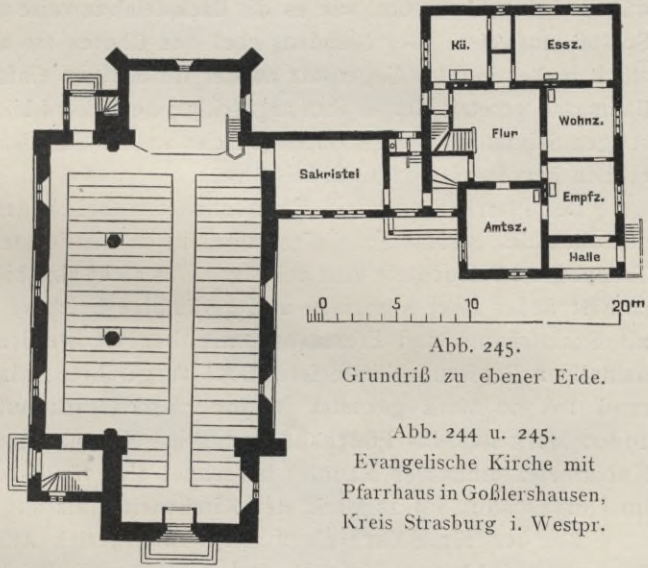 Kü.
Essz.
Flur
Wohnz.
Sakristei
Amtsz.
Empfz.
Halle
0 5 10 20m
Abb. 245.
Grundriß zu ebener Erde.
Abb. 244 u. 245.
Evangelische Kirche mit
Pfarrhaus in Goßlershausen,
Kreis Strasburg i. Westpr.